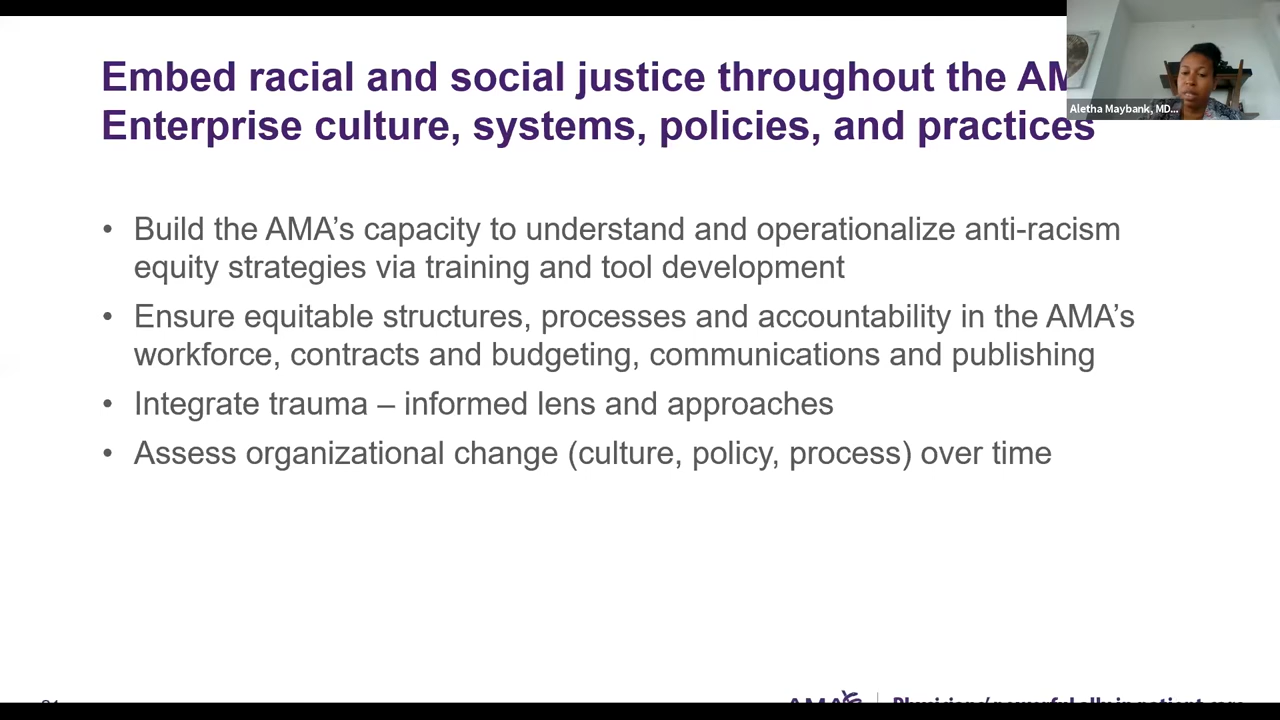 Embed racial and social justice throughout the
Enterprise culture, systems, policies, and practices
Aletha Maybank, MD...
• Build the AMA’s capacity to understand and operationalize anti-racism
equity strategies via training and tool development
• Ensure equitable structures, processes and accountability in the AMA’s
workforce, contracts and budgeting, communications and publishing
• Integrate trauma – informed lens and approaches
• Assess organizational change (culture, policy, process) over time